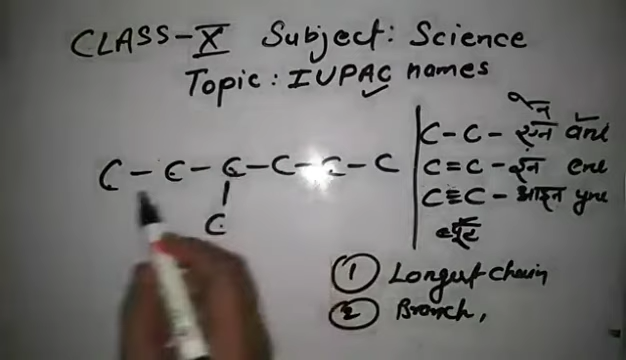 CLASS-X Subject: Science
Topic: IUPAC names
C-C- एन ane
C=C- ईन ene
C≡C- आइन yne
C-C-C-C-C-C
C
① Longest chain
② Branch,